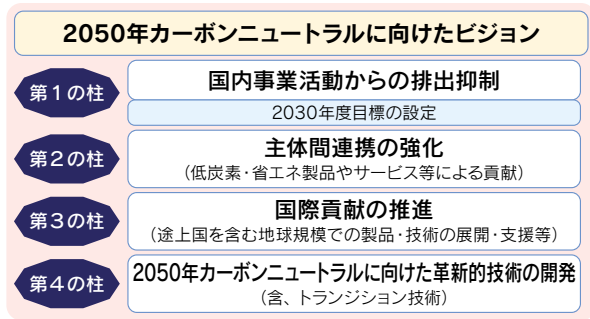 2050年カーボンニュートラルに向けたビジョン
第1の柱
国内事業活動からの排出抑制
2030年度目標の設定
第2の柱
主体間連携の強化
(低炭素・省エネ製品やサービス等による貢献)
第3の柱
国際貢献の推進
(途上国を含む地球規模での製品・技術の展開・支援等)
第4の柱
2050年カーボンニュートラルに向けた革新的技術の開発
(含、トランジション技術)